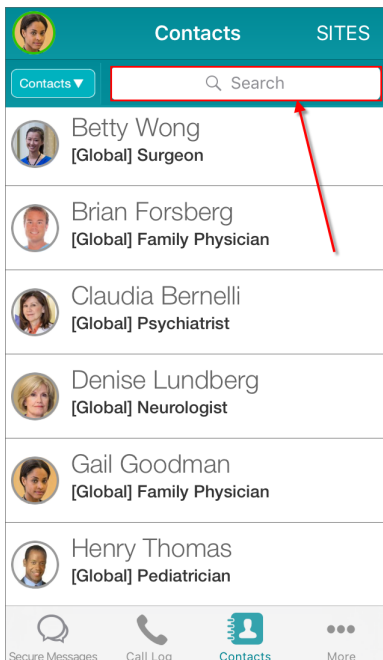 Contacts SITES
Contacts▼ Search
Betty Wong
[Global] Surgeon
Brian Forsberg
[Global] Family Physician
Claudia Bernelli
[Global] Psychiatrist
Denise Lundberg
[Global] Neurologist
Gail Goodman
[Global] Family Physician
Henry Thomas
[Global] Pediatrician
Secure Messages Call Log Contacts More